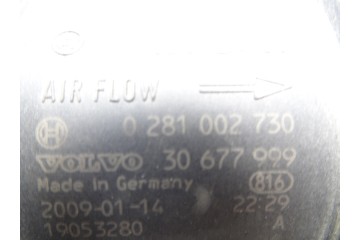 AIR FLOW
0 281 002 730
VOLVO 30 677 999
Made in Germany 816
2009-01-14 22:29
19053280 A